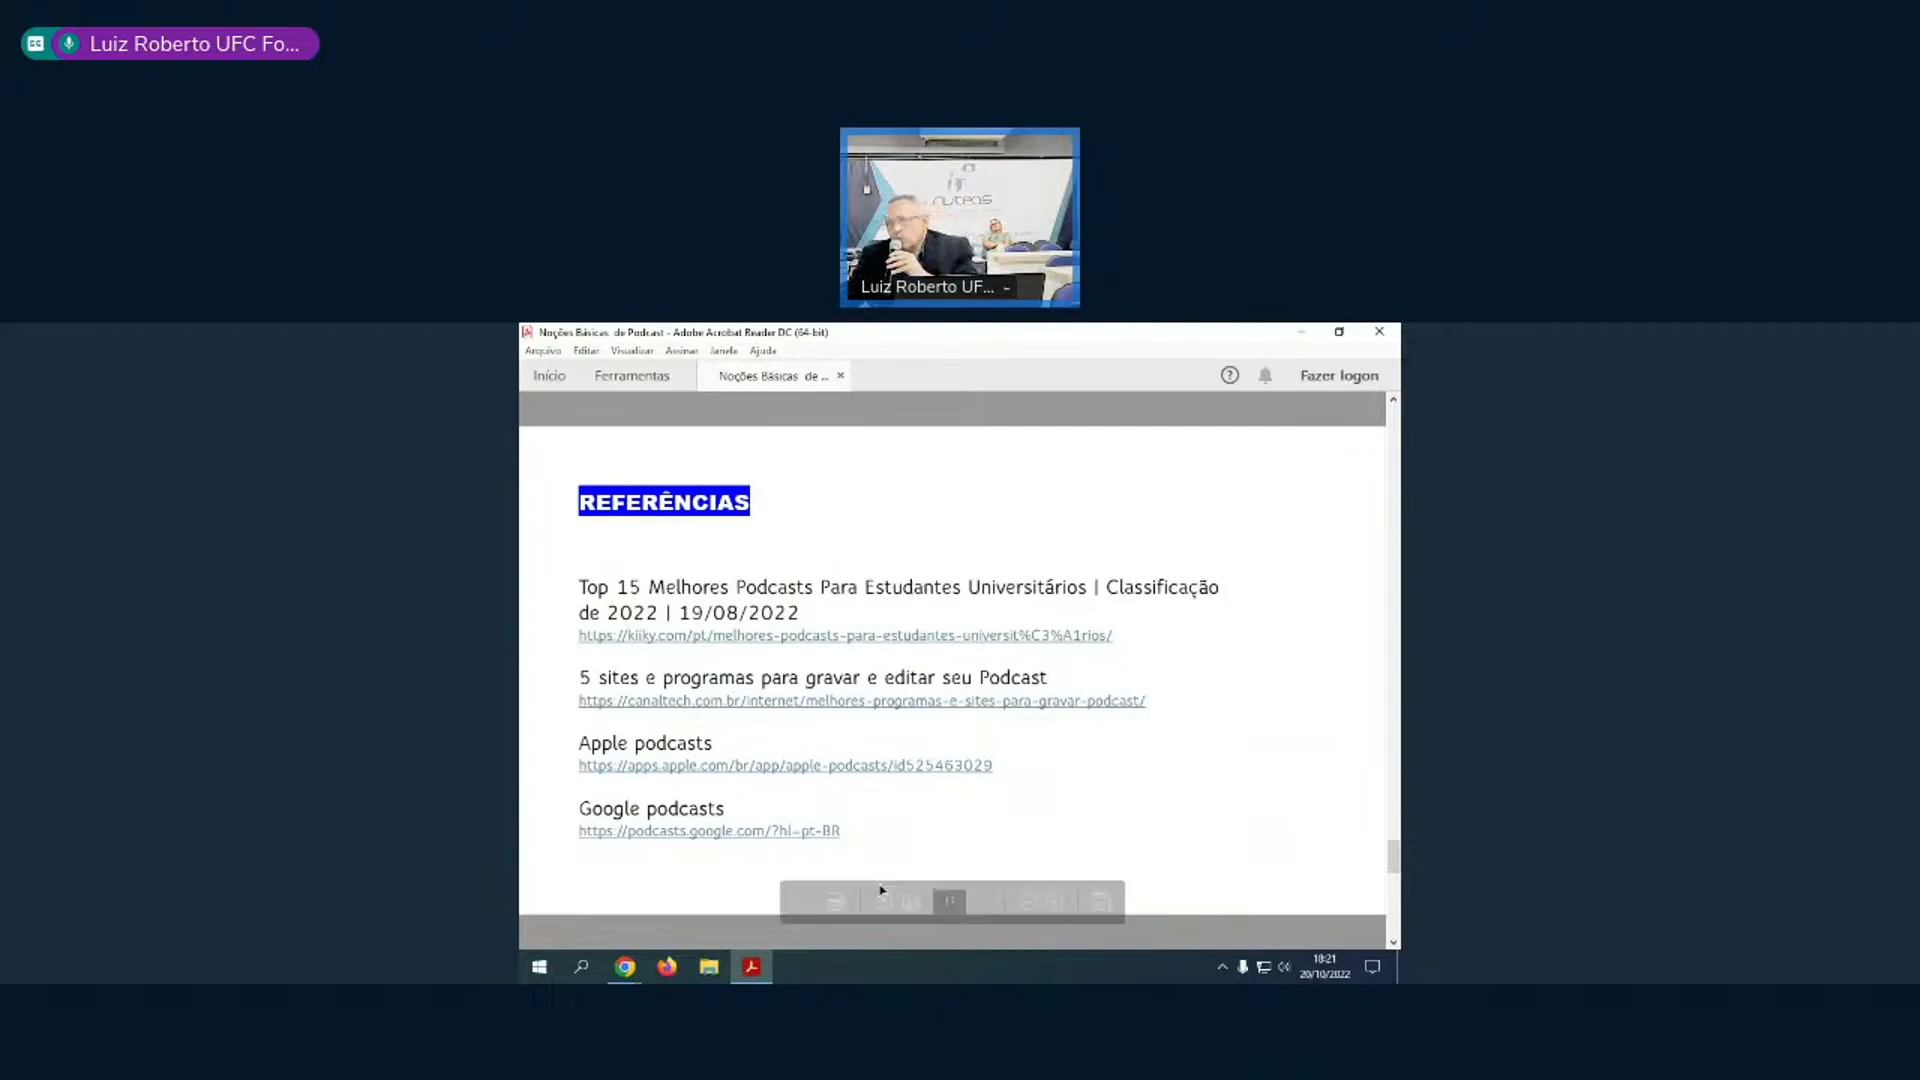 Luiz Roberto UFC Fo...
nuteds
Luiz Roberto UF...
Noções Básicas de Podcast - Adobe Acrobat Reader DC (64-bit)
Arquivo Editar Visualizar Assinar Janela Ajuda
Início Ferramentas Noções Básicas de ... Fazer logon
REFERÊNCIAS
Top 15 Melhores Podcasts Para Estudantes Universitários | Classificação
de 2022 | 19/08/2022
https://kiiky.com/pt/melhores-podcasts-para-estudantes-universit%C3%A1rios/
5 sites e programas para gravar e editar seu Podcast
https://canaltech.com.br/internet/melhores-programas-e-sites-para-gravar-podcast/
Apple podcasts
https://apps.apple.com/br/app/apple-podcasts/id525463029
Google podcasts
https://podcasts.google.com/?hl=pt-BR
18:21
20/10/2022